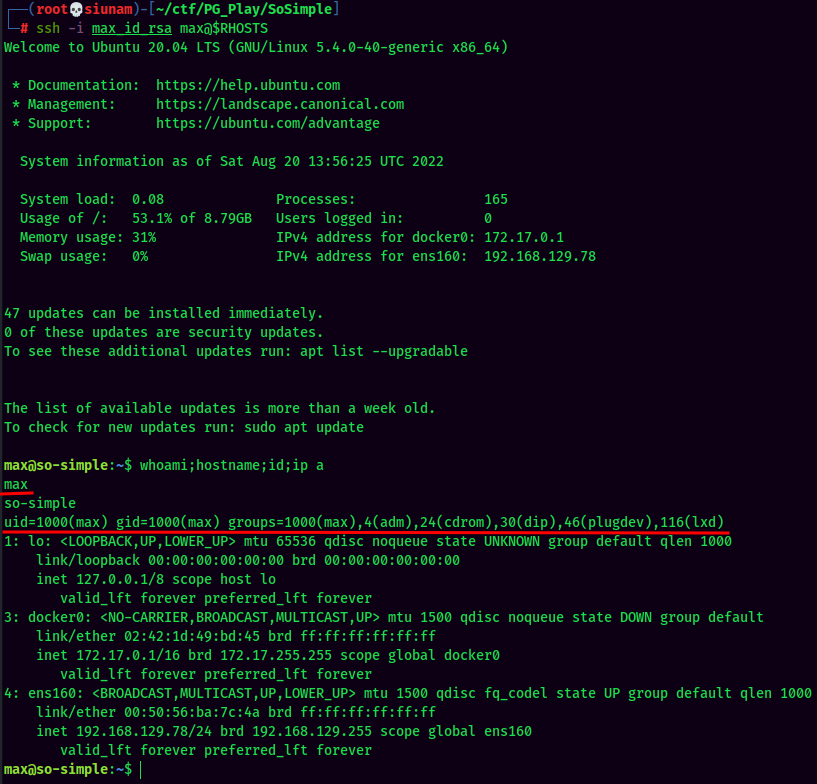 ┌──(root💀siunam)-[~/ctf/PG_Play/SoSimple]
└─# ssh -i max_id_rsa max@$RHOSTS
Welcome to Ubuntu 20.04 LTS (GNU/Linux 5.4.0-40-generic x86_64)
* Documentation:  https://help.ubuntu.com
* Management:     https://landscape.canonical.com
* Support:        https://ubuntu.com/advantage
System information as of Sat Aug 20 13:56:25 UTC 2022
System load:  0.08              Processes:                165
Usage of /:   53.1% of 8.79GB   Users logged in:          0
Memory usage: 31%               IPv4 address for docker0: 172.17.0.1
Swap usage:   0%                IPv4 address for ens160:  192.168.129.78
47 updates can be installed immediately.
0 of these updates are security updates.
To see these additional updates run: apt list --upgradable
The list of available updates is more than a week old.
To check for new updates run: sudo apt update
max@so-simple:~$ whoami;hostname;id;ip a
max
so-simple
uid=1000(max) gid=1000(max) groups=1000(max),4(adm),24(cdrom),30(dip),46(plugdev),116(lxd)
1: lo: <LOOPBACK,UP,LOWER_UP> mtu 65536 qdisc noqueue state UNKNOWN group default qlen 1000
link/loopback 00:00:00:00:00:00 brd 00:00:00:00:00:00
inet 127.0.0.1/8 scope host lo
valid_lft forever preferred_lft forever
3: docker0: <NO-CARRIER,BROADCAST,MULTICAST,UP> mtu 1500 qdisc noqueue state DOWN group default
link/ether 02:42:1d:49:bd:45 brd ff:ff:ff:ff:ff:ff
inet 172.17.0.1/16 brd 172.17.255.255 scope global docker0
valid_lft forever preferred_lft forever
4: ens160: <BROADCAST,MULTICAST,UP,LOWER_UP> mtu 1500 qdisc fq_codel state UP group default qlen 1000
link/ether 00:50:56:ba:7c:4a brd ff:ff:ff:ff:ff:ff
inet 192.168.129.78/24 brd 192.168.129.255 scope global ens160
valid_lft forever preferred_lft forever
max@so-simple:~$